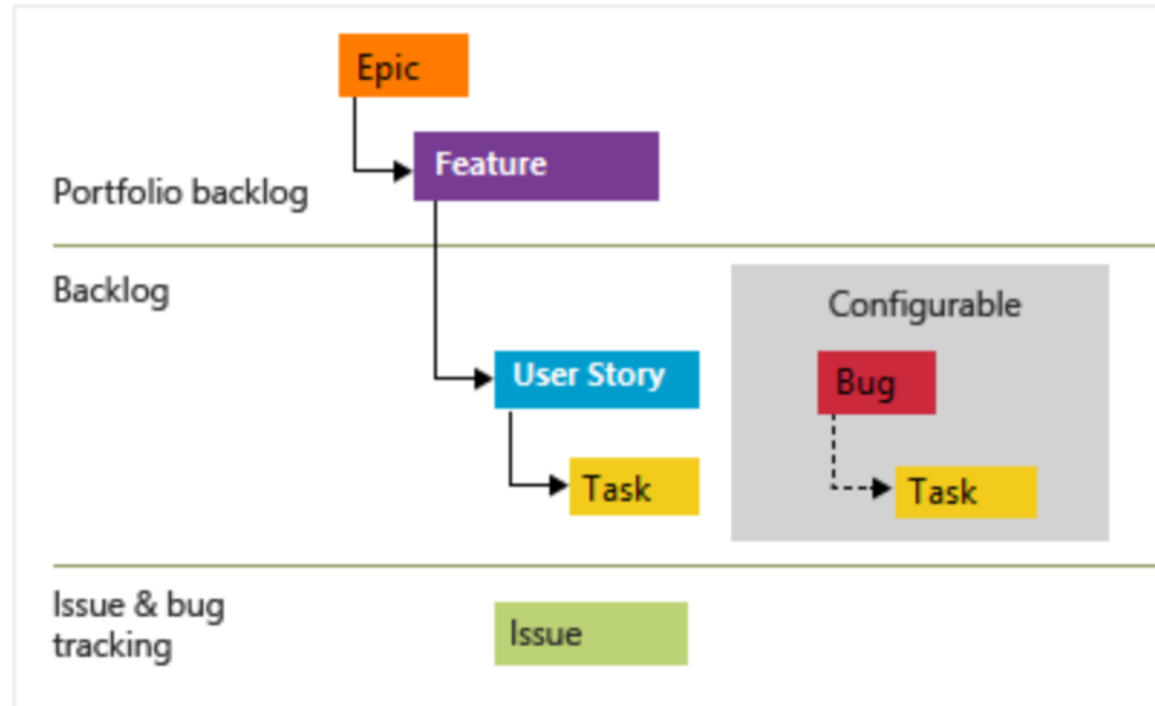 Epic
Feature
Portfolio backlog
Backlog
Configurable
User Story
Bug
Task
Task
Issue & bug
tracking
Issue